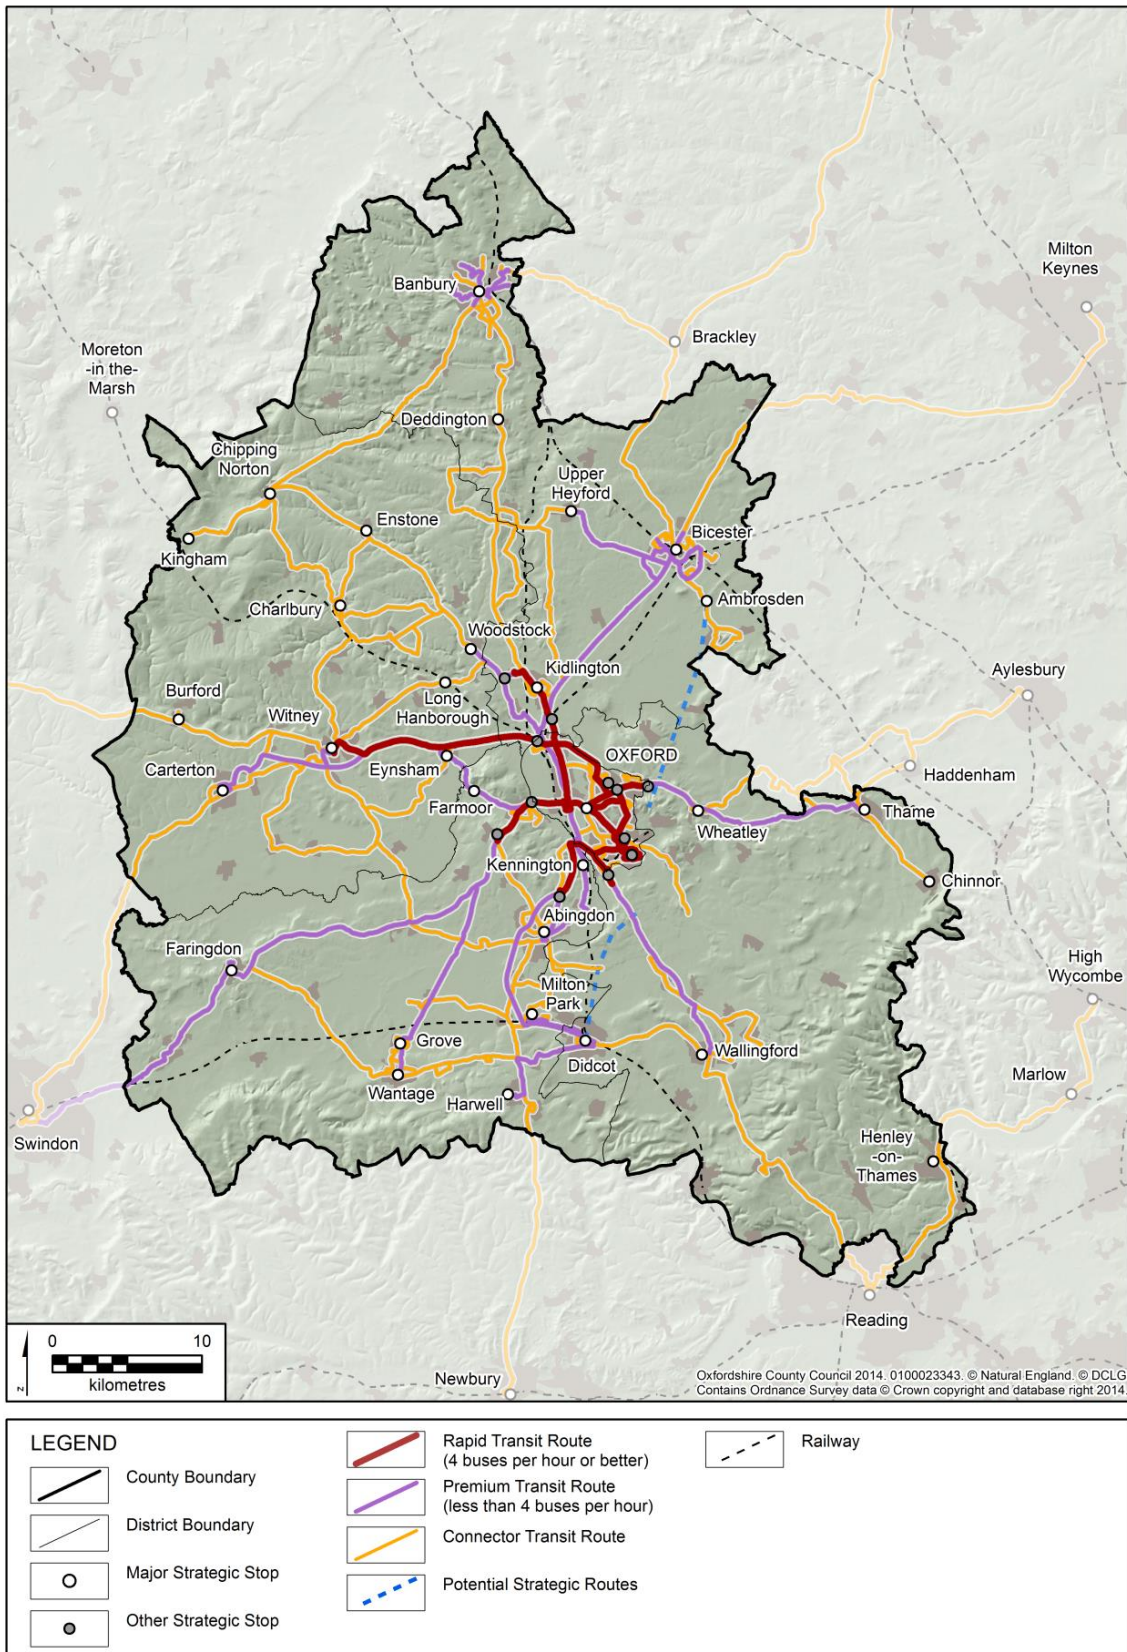 Banbury
Milton
Keynes
Brackley
Moreton
-in the-
Marsh
Deddington
Chipping
Norton
Upper
Heyford
Enstone
Bicester
Kingham
Ambrosden
Charlbury
Woodstock
Kidlington
Aylesbury
Burford
Long
Hanborough
Witney
OXFORD
Carterton
Eynsham
Haddenham
Farmoor
Thame
Wheatley
Kennington
Chinnor
Abingdon
Faringdon
High
Wycombe
Milton
Park
Grove
Wallingford
Didcot
Marlow
Wantage
Harwell
Swindon
Henley
-on-
Thames
Reading
Newbury
0 10
kilometres
z
Oxfordshire County Council 2014. 0100023343. © Natural England. © DCLG
Contains Ordnance Survey data © Crown copyright and database right 2014.
LEGEND
County Boundary
District Boundary
Major Strategic Stop
Other Strategic Stop
Rapid Transit Route
(4 buses per hour or better)
Premium Transit Route
(less than 4 buses per hour)
Connector Transit Route
Potential Strategic Routes
Railway